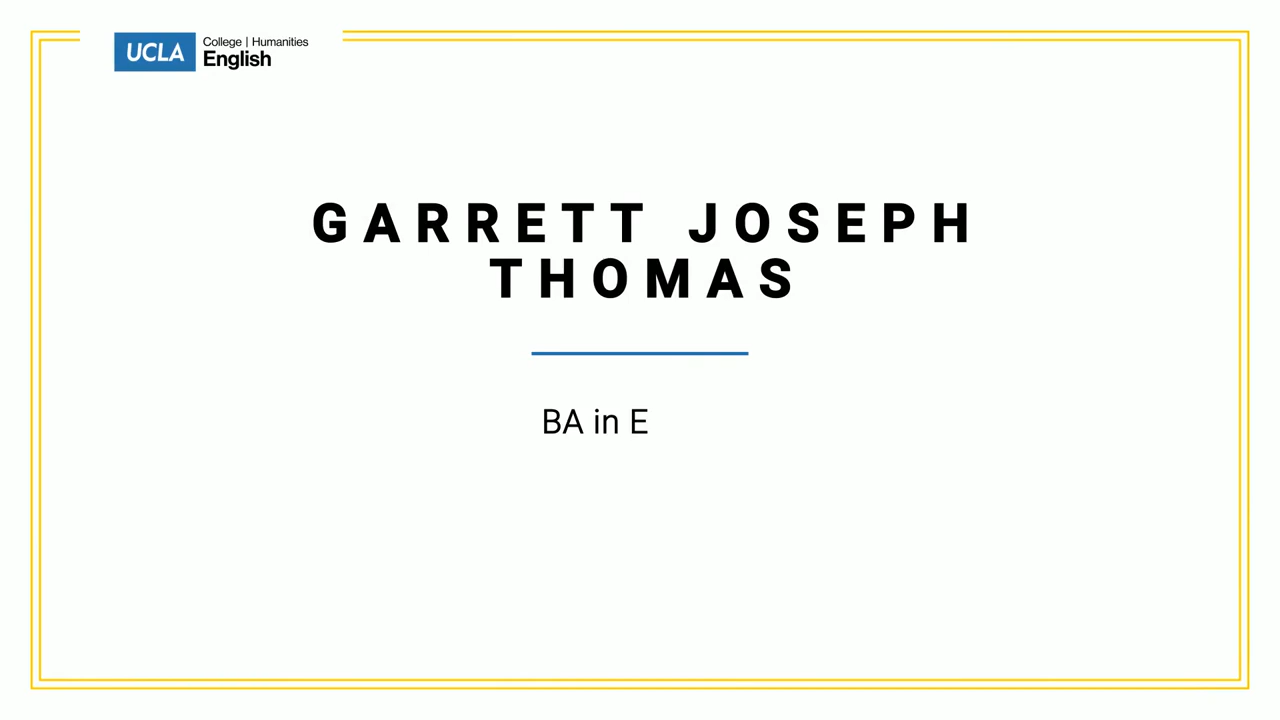 UCLA
College | Humanities
English
GARRETT JOSEPH
THOMAS
BA in E